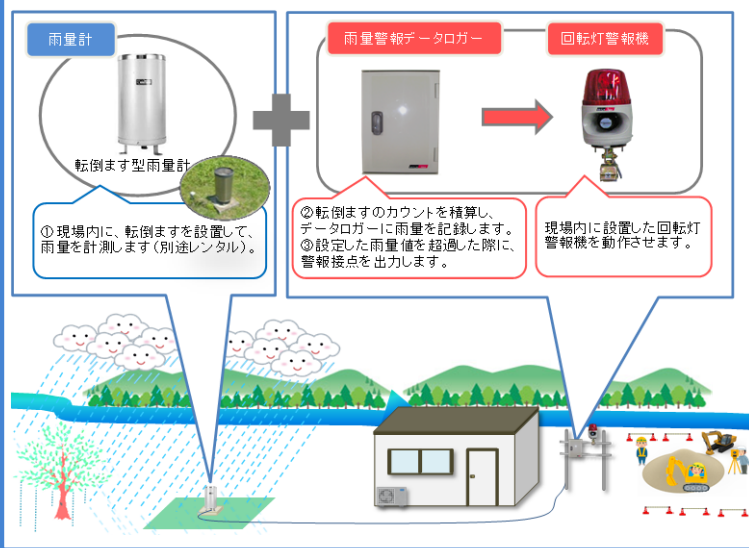 雨量計
雨量警報データロガー
回転灯警報機
転倒ます型雨量計
①現場内に、転倒ますを設置して、
雨量を計測します(別途レンタル)。
②転倒ますのカウントを積算し、
データロガーに雨量を記録します。
③設定した雨量値を超過した際に、
警報接点を出力します。
現場内に設置した回転灯
警報機を動作させます。